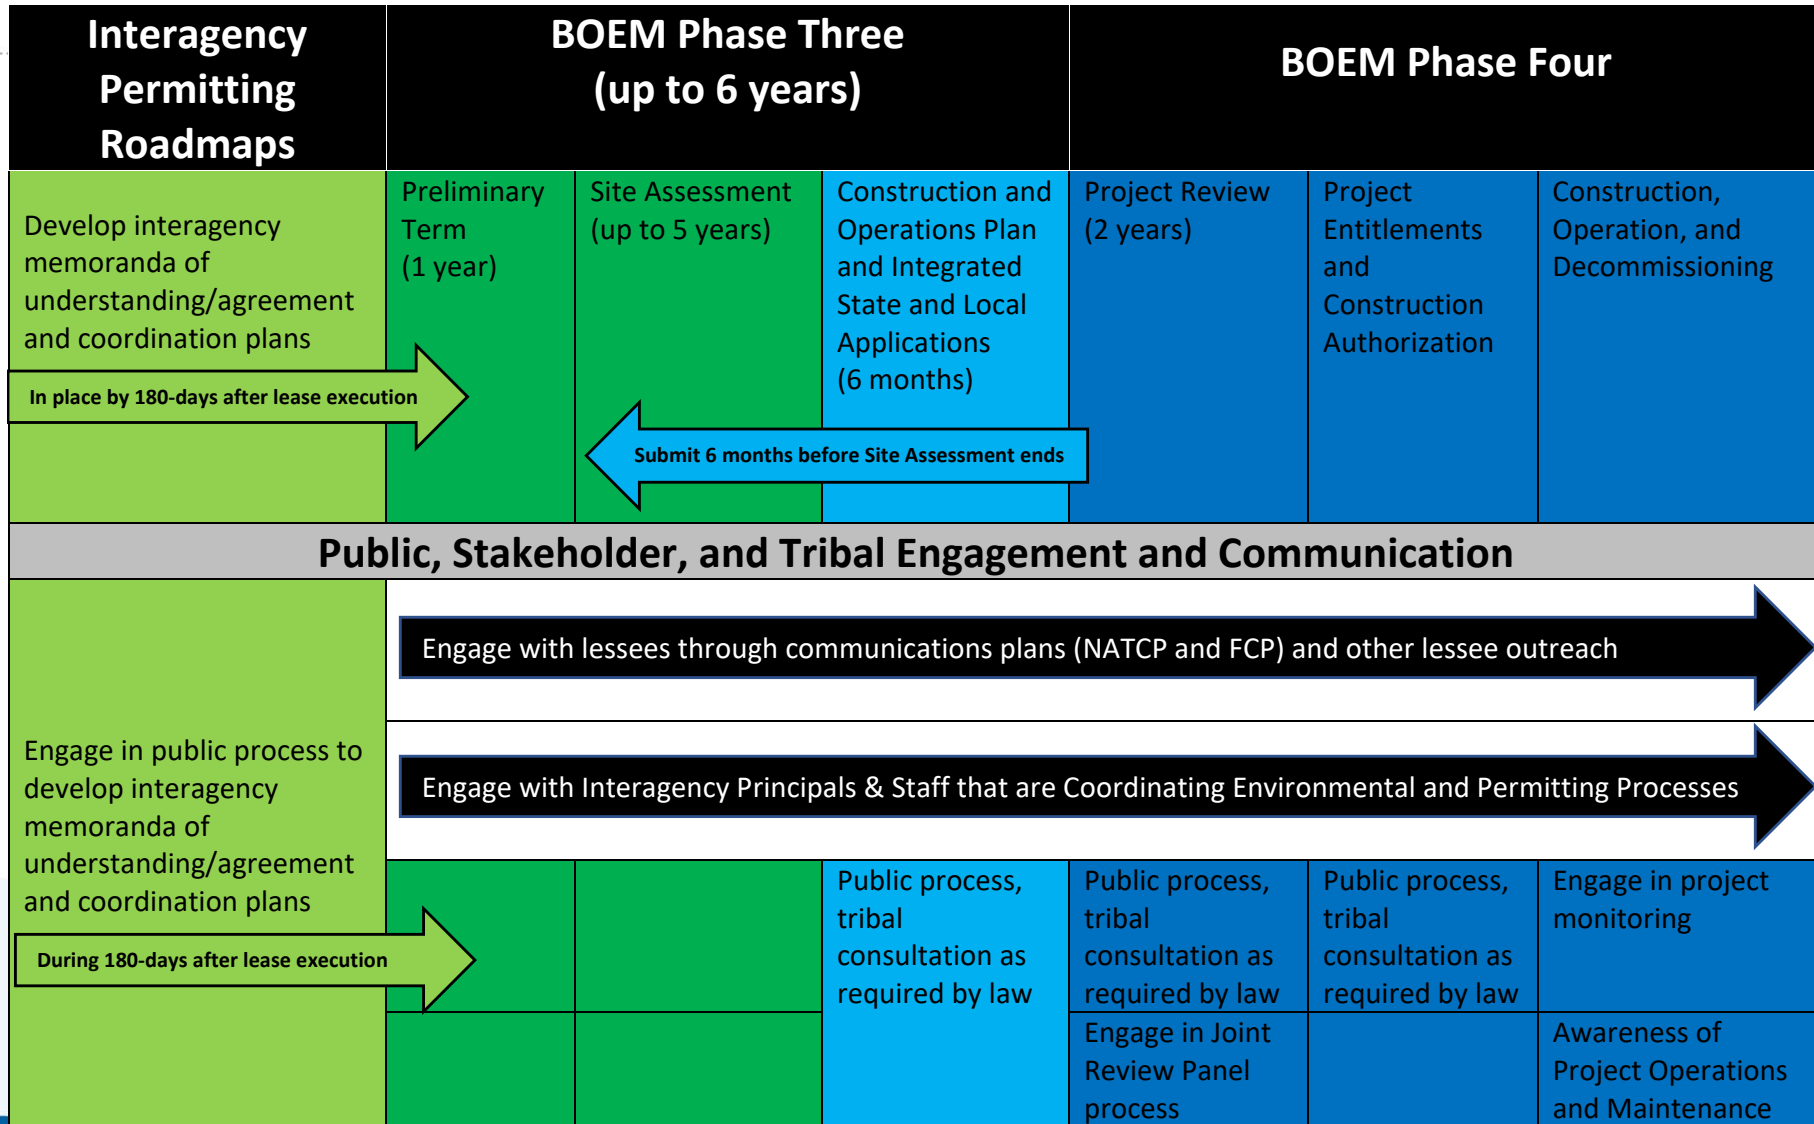 Interagency
Permitting
Roadmaps
BOEM Phase Three
(up to 6 years)
BOEM Phase Four
Develop interagency
memoranda of
understanding/agreement
and coordination plans
In place by 180-days after lease execution
Preliminary
Term
(1 year)
Site Assessment
(up to 5 years)
Construction and
Operations Plan
and Integrated
State and Local
Applications
(6 months)
Submit 6 months before Site Assessment ends
Project Review
(2 years)
Project
Entitlements
and
Construction
Authorization
Construction,
Operation, and
Decommissioning
Public, Stakeholder, and Tribal Engagement and Communication
Engage in public process to
develop interagency
memoranda of
understanding/agreement
and coordination plans
During 180-days after lease execution
Engage with lessees through communications plans (NATCP and FCP) and other lessee outreach
Engage with Interagency Principals & Staff that are Coordinating Environmental and Permitting Processes
Public process,
tribal
consultation as
required by law
Public process,
tribal
consultation as
required by law
Public process,
tribal
consultation as
required by law
Engage in project
monitoring
Engage in Joint
Review Panel
process
Awareness of
Project Operations
and Maintenance